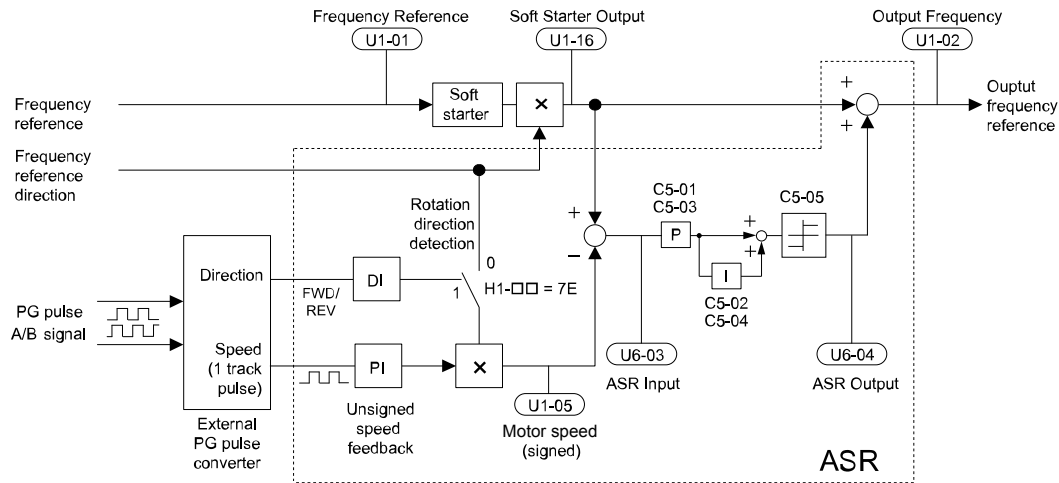 Frequency Reference
U1-01
Soft Starter Output
U1-16
Output Frequency
U1-02
Frequency
reference
Soft
starter
×
+
+
Ouptut
frequency
reference
Frequency
reference
direction
Rotation
direction
detection
C5-01
C5-03
C5-05
+
−
P
+
+
I
C5-02
C5-04
0
1
H1-□□ = 7E
Direction
FWD/
REV
DI
PG pulse
A/B signal
Speed
(1 track
pulse)
PI
×
U6-03
ASR Input
U6-04
ASR Output
U1-05
Motor speed
(signed)
External
PG pulse
converter
Unsigned
speed
feedback
ASR